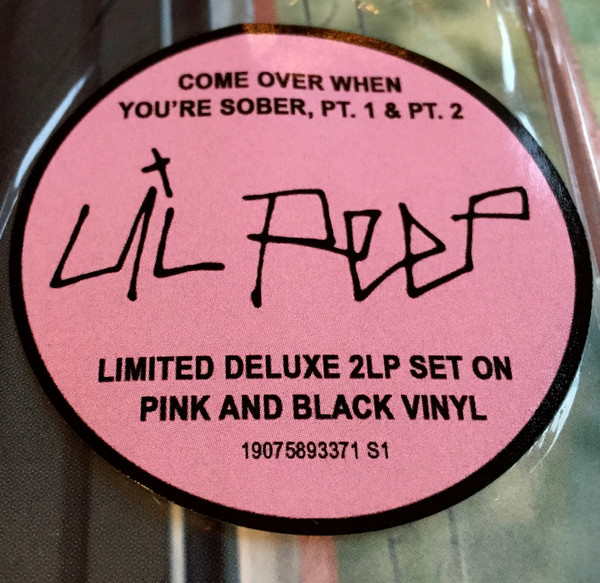 COME OVER WHEN
YOU'RE SOBER, PT. 1 & PT. 2
LiL PEEP
LIMITED DELUXE 2LP SET ON
PINK AND BLACK VINYL
19075893371 S1